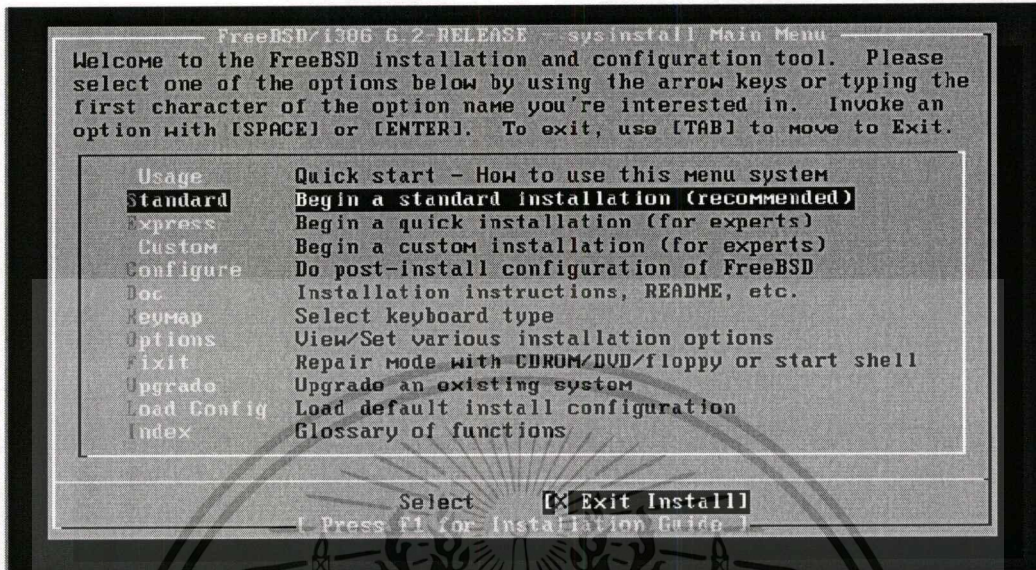 FreeBSD/i386 6.2-RELEASE - sysinstall Main Menu
Welcome to the FreeBSD installation and configuration tool. Please
select one of the options below by using the arrow keys or typing the
first character of the option name you're interested in. Invoke an
option with [SPACE] or [ENTER]. To exit, use [TAB] to move to Exit.
Usage Quick start - How to use this menu system
Standard Begin a standard installation (recommended)
Express Begin a quick installation (for experts)
Custom Begin a custom installation (for experts)
Configure Do post-install configuration of FreeBSD
Doc Installation instructions, README, etc.
Keymap Select keyboard type
Options View/Set various installation options
Fixit Repair mode with CDROM/DVD/floppy or start shell
Upgrade Upgrade an existing system
Load Config Load default install configuration
Index Glossary of functions
Select [X Exit Install]
[ Press F1 for Installation Guide ]